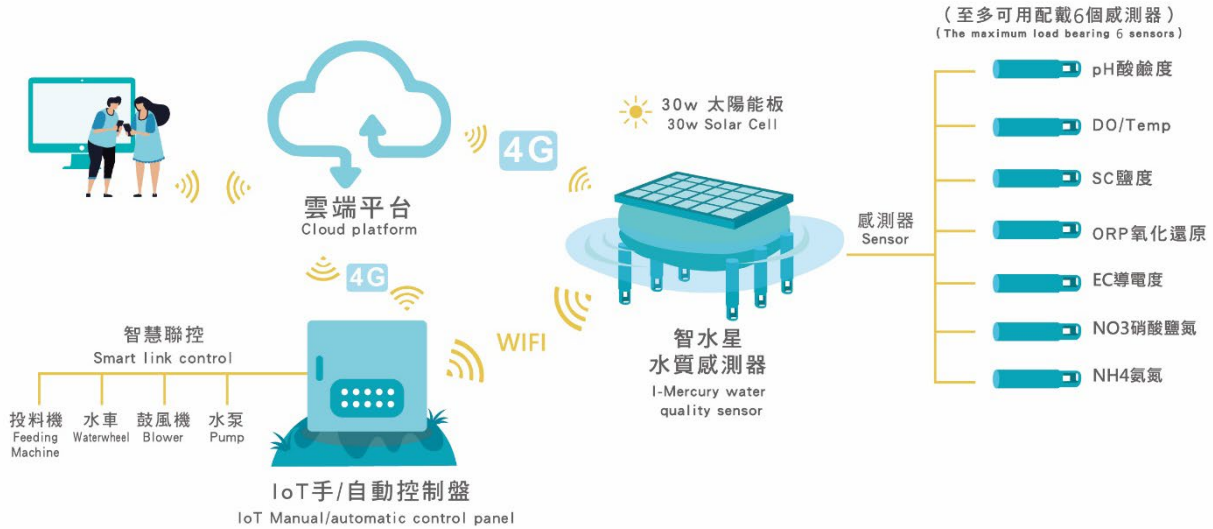 (至多可用配戴6個感測器)
(The maximum load bearing 6 sensors)
pH酸鹼度
DO/Temp
SC鹽度
ORP氧化還原
EC導電度
NO3硝酸鹽氮
NH4氨氮
感測器
Sensor
30w 太陽能板
30w Solar Cell
4G
雲端平台
Cloud platform
4G
WIFI
智水星
水質感測器
I-Mercury water
quality sensor
智慧聯控
Smart link control
投料機
Feeding
Machine
水車
Waterwheel
鼓風機
Blower
水泵
Pump
IoT手/自動控制盤
IoT Manual/automatic control panel